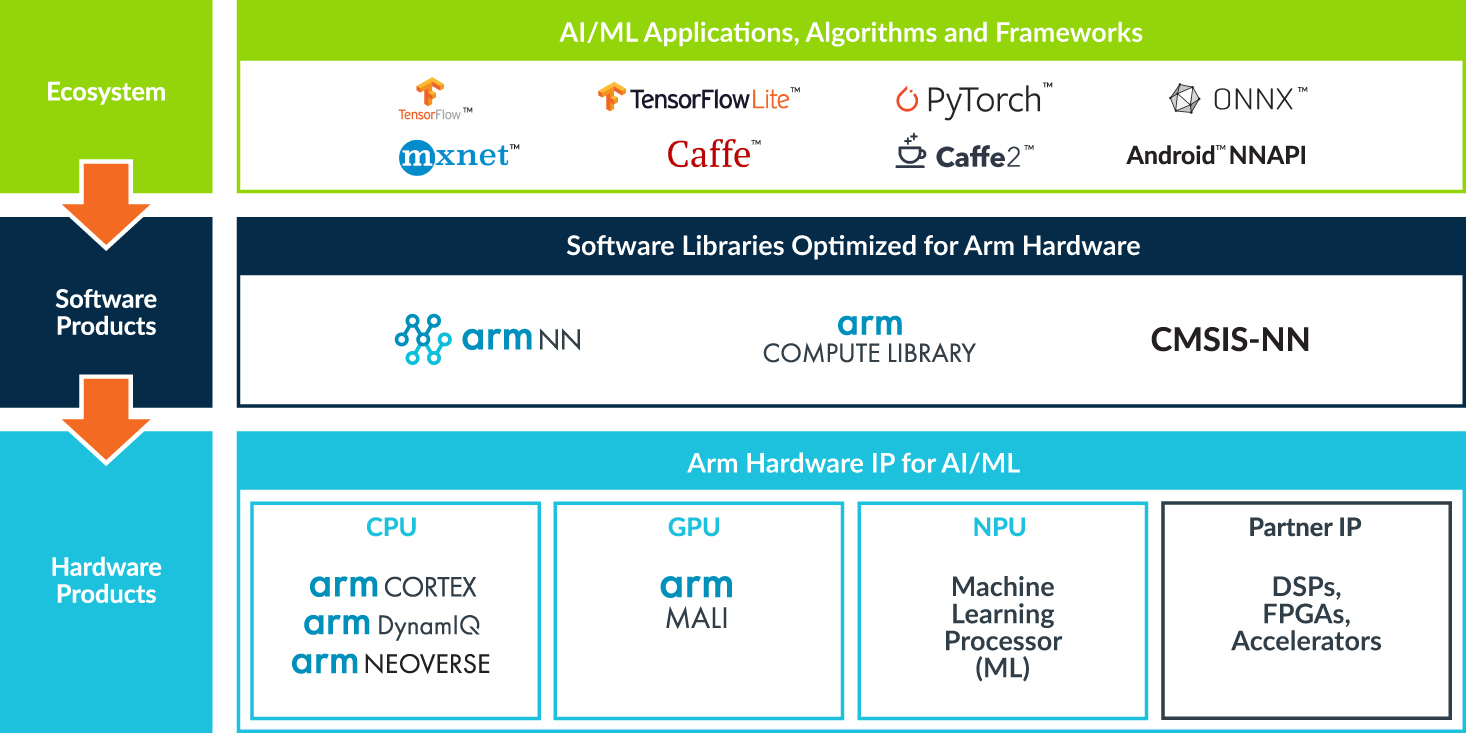 Ecosystem
AI/ML Applications, Algorithms and Frameworks
TensorFlow™
TensorFlow Lite™
PyTorch™
ONNX™
mxnet™
Caffe™
Caffe2™
Android™ NNAPI
Software
Products
Software Libraries Optimized for Arm Hardware
arm NN
arm
COMPUTE LIBRARY
CMSIS-NN
Hardware
Products
Arm Hardware IP for AI/ML
CPU
arm CORTEX
arm DynamIQ
arm NEOVERSE
GPU
arm
MALI
NPU
Machine
Learning
Processor
(ML)
Partner IP
DSPs,
FPGAs,
Accelerators